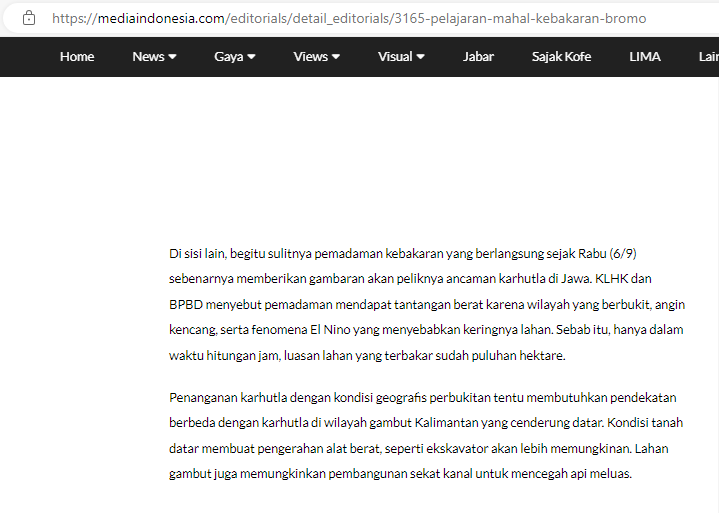 https://mediaindonesia.com/editorials/detail_editorials/3165-pelajaran-mahal-kebakaran-bromo
Home News Gaya Views Visual Jabar Sajak Kofe LIMA Lain
Di sisi lain, begitu sulitnya pemadaman kebakaran yang berlangsung sejak Rabu (6/9)
sebenarnya memberikan gambaran akan peliknya ancaman karhutla di Jawa. KLHK dan
BPBD menyebut pemadaman mendapat tantangan berat karena wilayah yang berbukit, angin
kencang, serta fenomena El Nino yang menyebabkan keringnya lahan. Sebab itu, hanya dalam
waktu hitungan jam, luasan lahan yang terbakar sudah puluhan hektare.
Penanganan karhutla dengan kondisi geografis perbukitan tentu membutuhkan pendekatan
berbeda dengan karhutla di wilayah gambut Kalimantan yang cenderung datar. Kondisi tanah
datar membuat pengerahan alat berat, seperti ekskavator akan lebih memungkinan. Lahan
gambut juga memungkinkan pembangunan sekat kanal untuk mencegah api meluas.